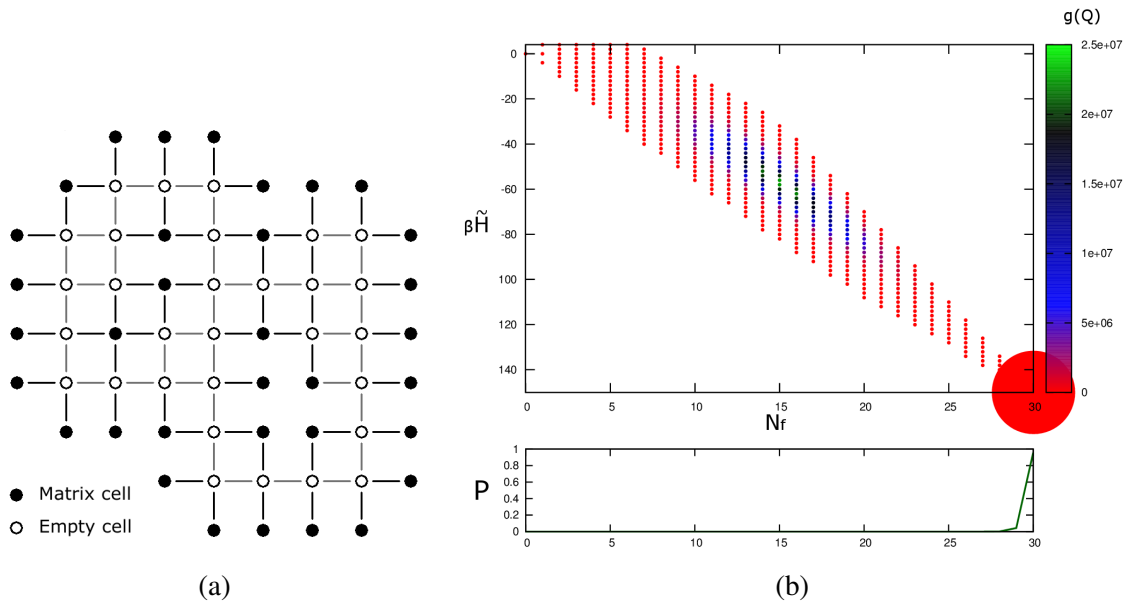 Matrix cell
Empty cell
(a)
g(Q)
2.5e+07
2e+07
1.5e+07
1e+07
5e+06
0
βH̃
0
-20
-40
-60
-80
100
120
140
0
5
10
15
20
25
30
Nf
P
1
0.8
0.6
0.4
0.2
0
0
5
10
15
20
25
30
(b)